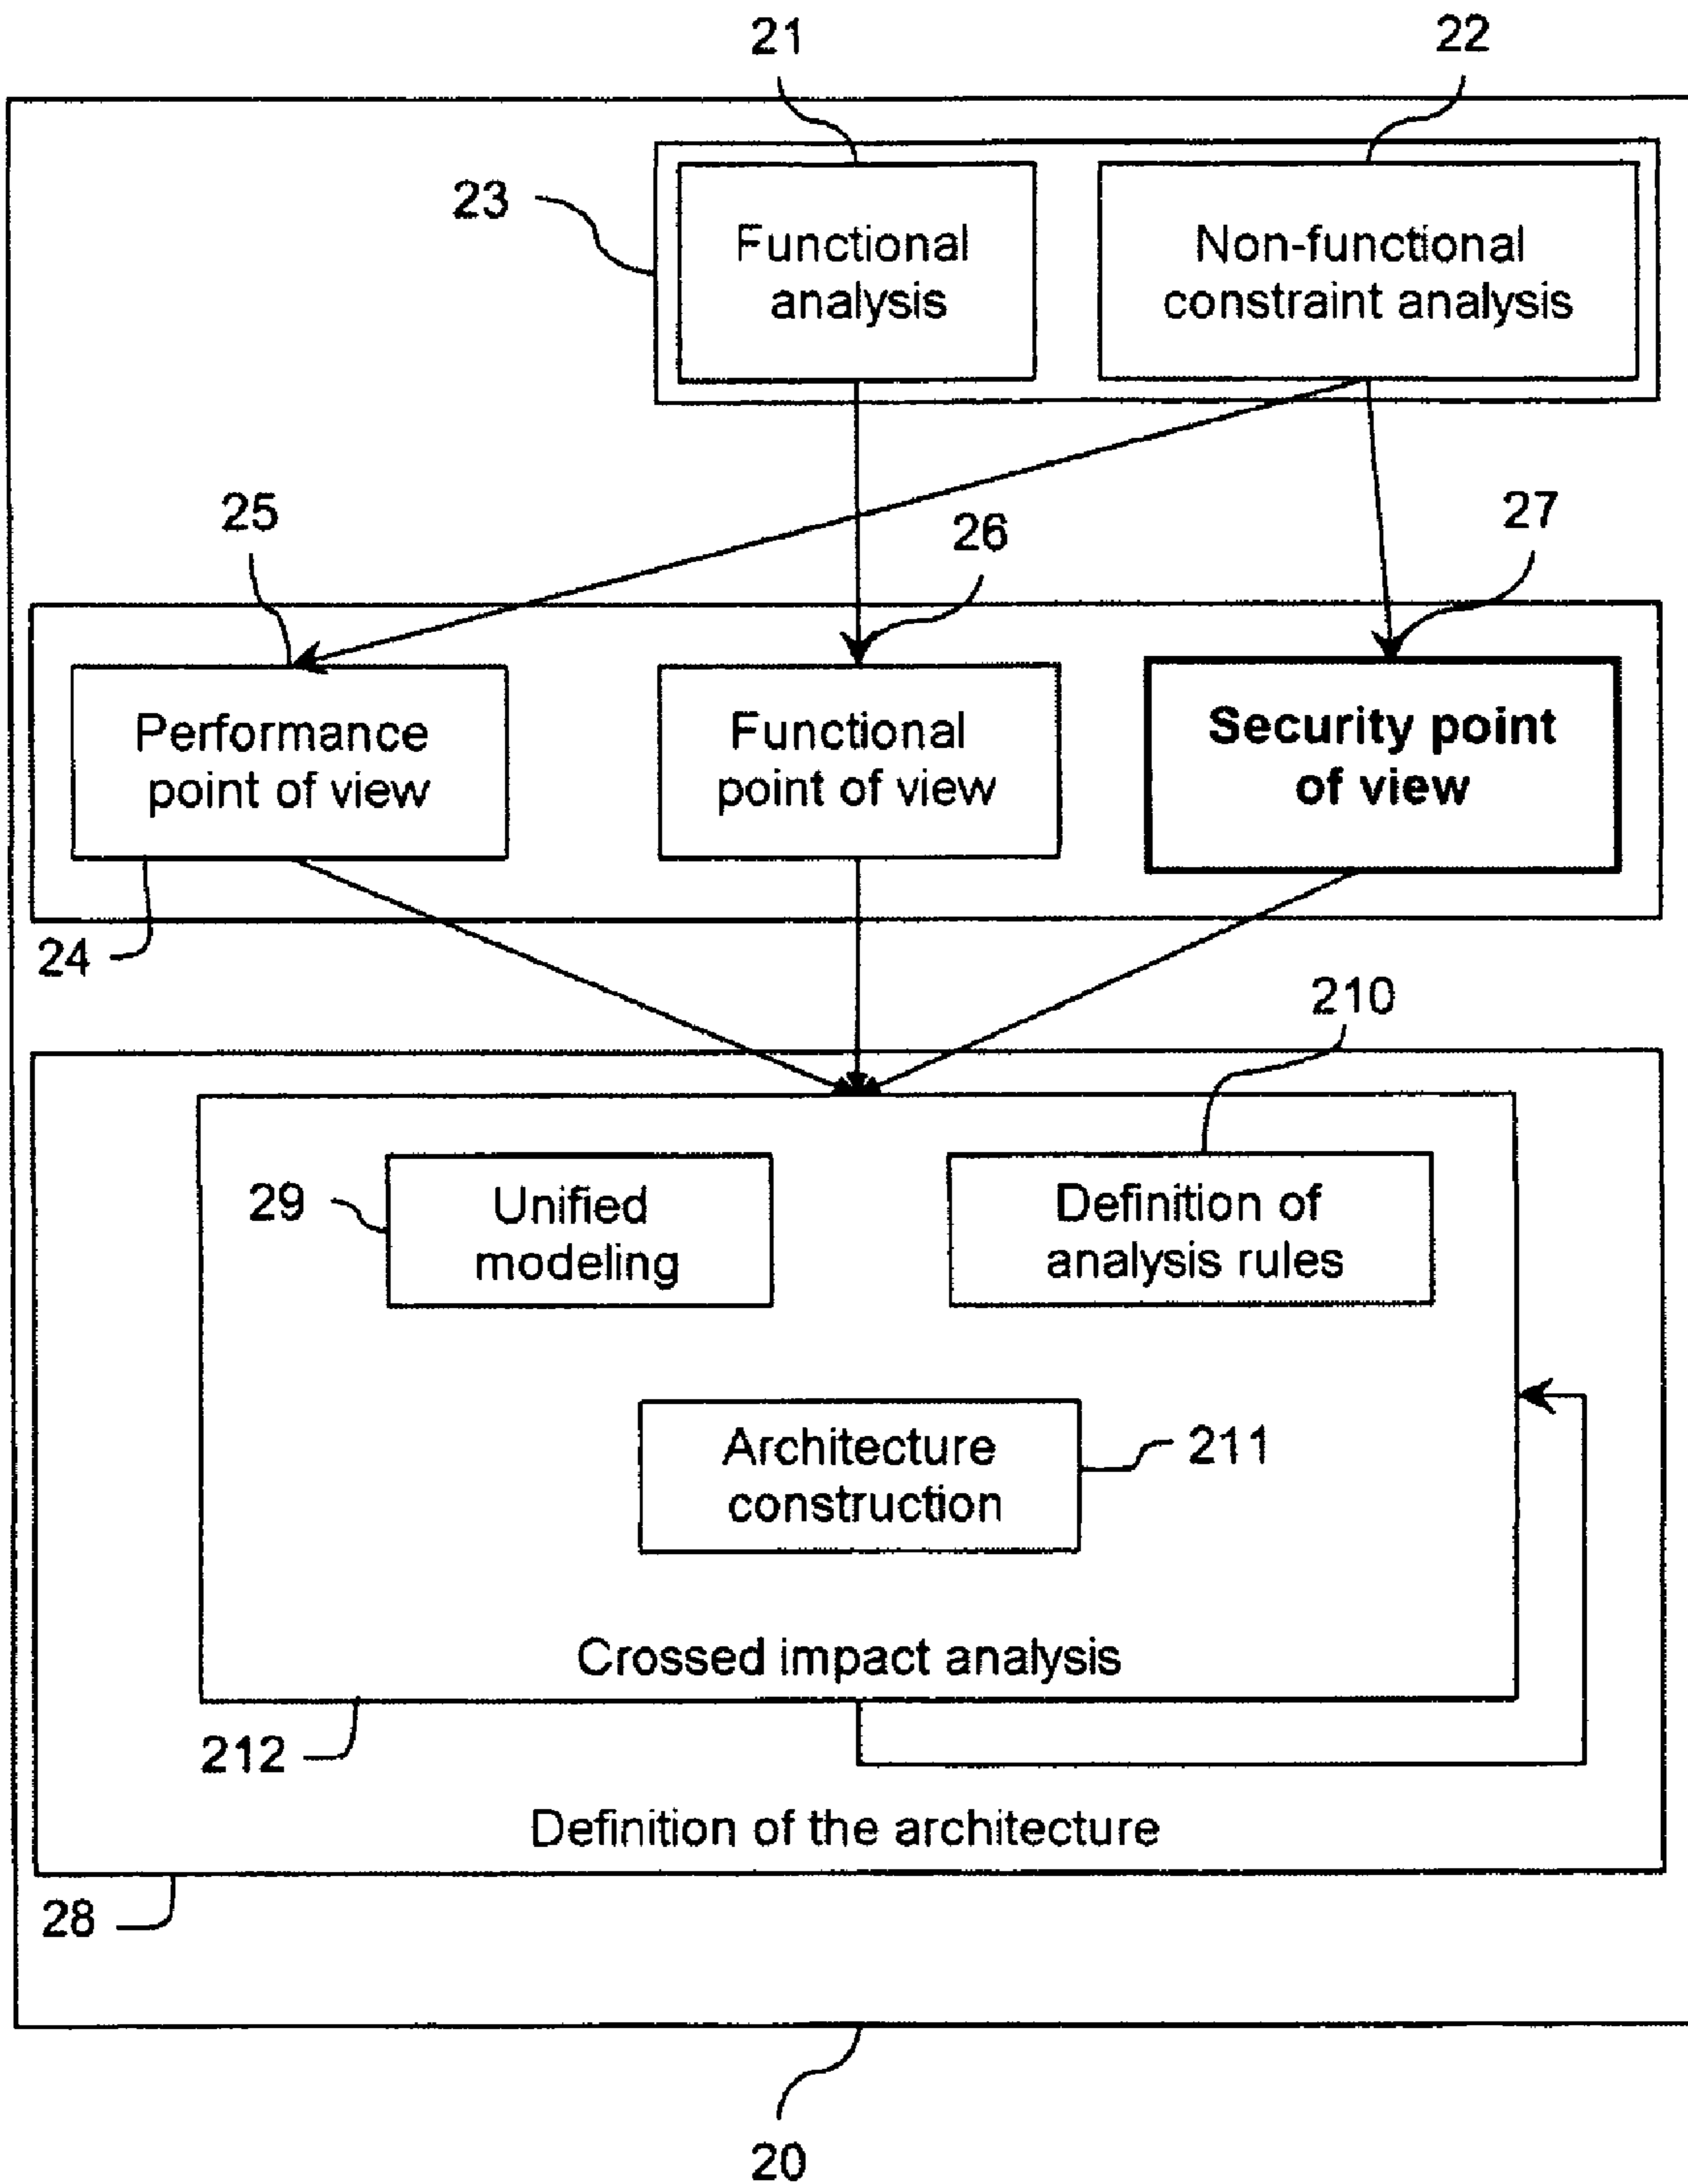 21
22
23
Functional
analysis
Non-functional
constraint analysis
25
26
27
Performance
point of view
Functional
point of view
Security point
of view
24
210
29
Unified
modeling
Definition of
analysis rules
Architecture
construction
211
Crossed impact analysis
212
Definition of the architecture
28
20